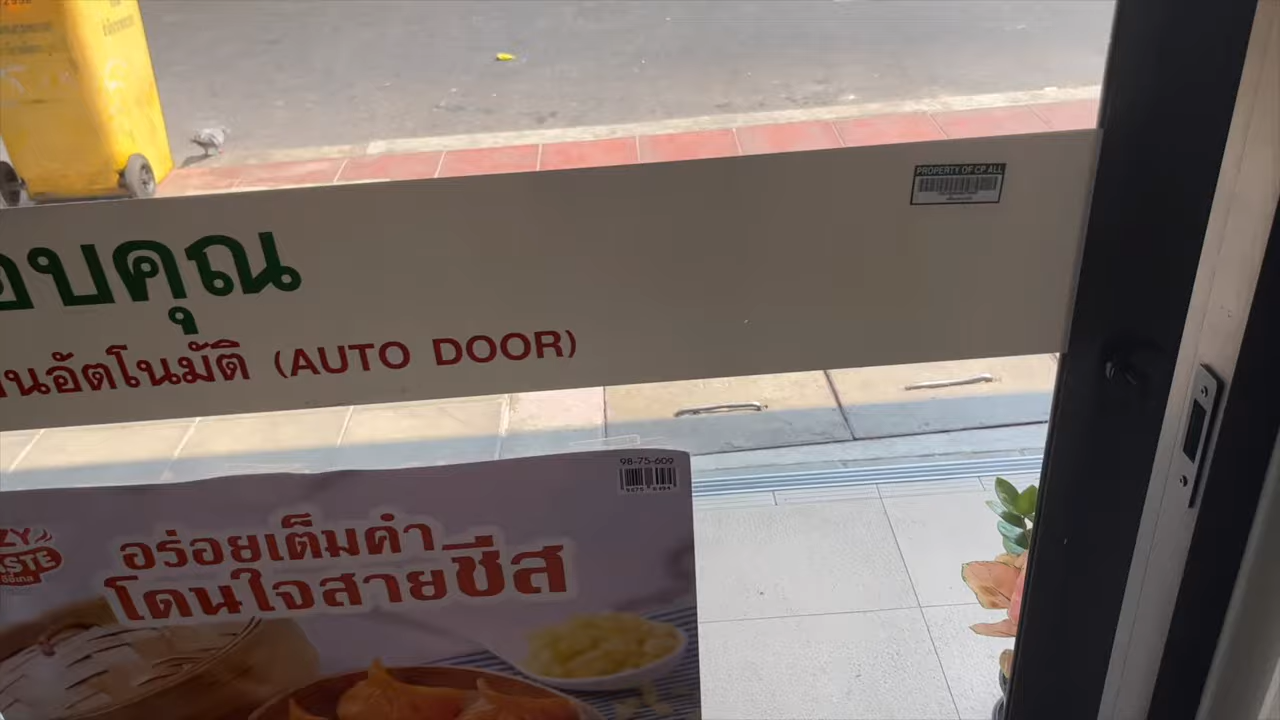 PROPERTY OF CP ALL
อบคุณ
นอัตโนมัติ (AUTO DOOR)
98-75-609
ZY
ASTE
อร่อยเต็มคำ
โดนใจสายชีส